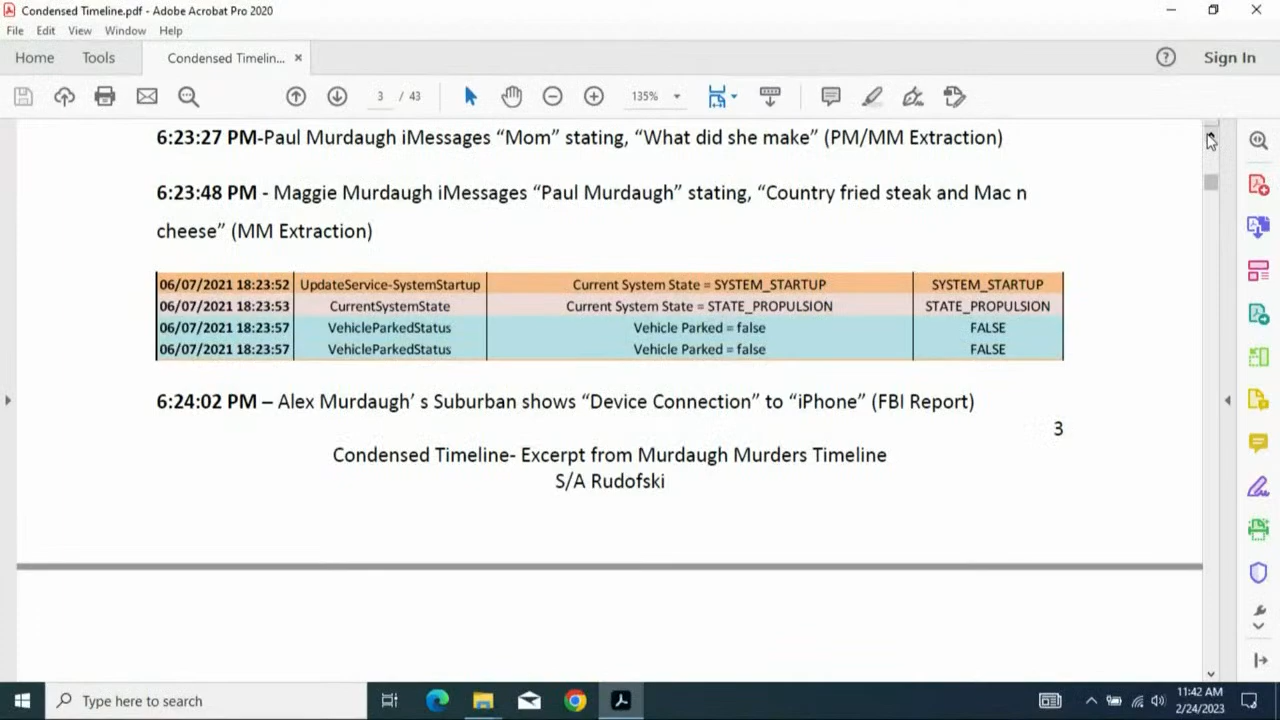 Condensed Timeline.pdf - Adobe Acrobat Pro 2020
File Edit View Window Help
Home Tools Condensed Timelin... ×
? Sign In
3 / 43 135%
6:23:27 PM-Paul Murdaugh iMessages “Mom” stating, “What did she make” (PM/MM Extraction)
6:23:48 PM - Maggie Murdaugh iMessages “Paul Murdaugh” stating, “Country fried steak and Mac n
cheese” (MM Extraction)
06/07/2021 18:23:52 UpdateService-SystemStartup Current System State = SYSTEM_STARTUP SYSTEM_STARTUP
06/07/2021 18:23:53 CurrentSystemState Current System State = STATE_PROPULSION STATE_PROPULSION
06/07/2021 18:23:57 VehicleParkedStatus Vehicle Parked = false FALSE
06/07/2021 18:23:57 VehicleParkedStatus Vehicle Parked = false FALSE
6:24:02 PM – Alex Murdaugh’ s Suburban shows “Device Connection” to “iPhone” (FBI Report)
3
Condensed Timeline- Excerpt from Murdaugh Murders Timeline
S/A Rudofski
Type here to search
11:42 AM
2/24/2023